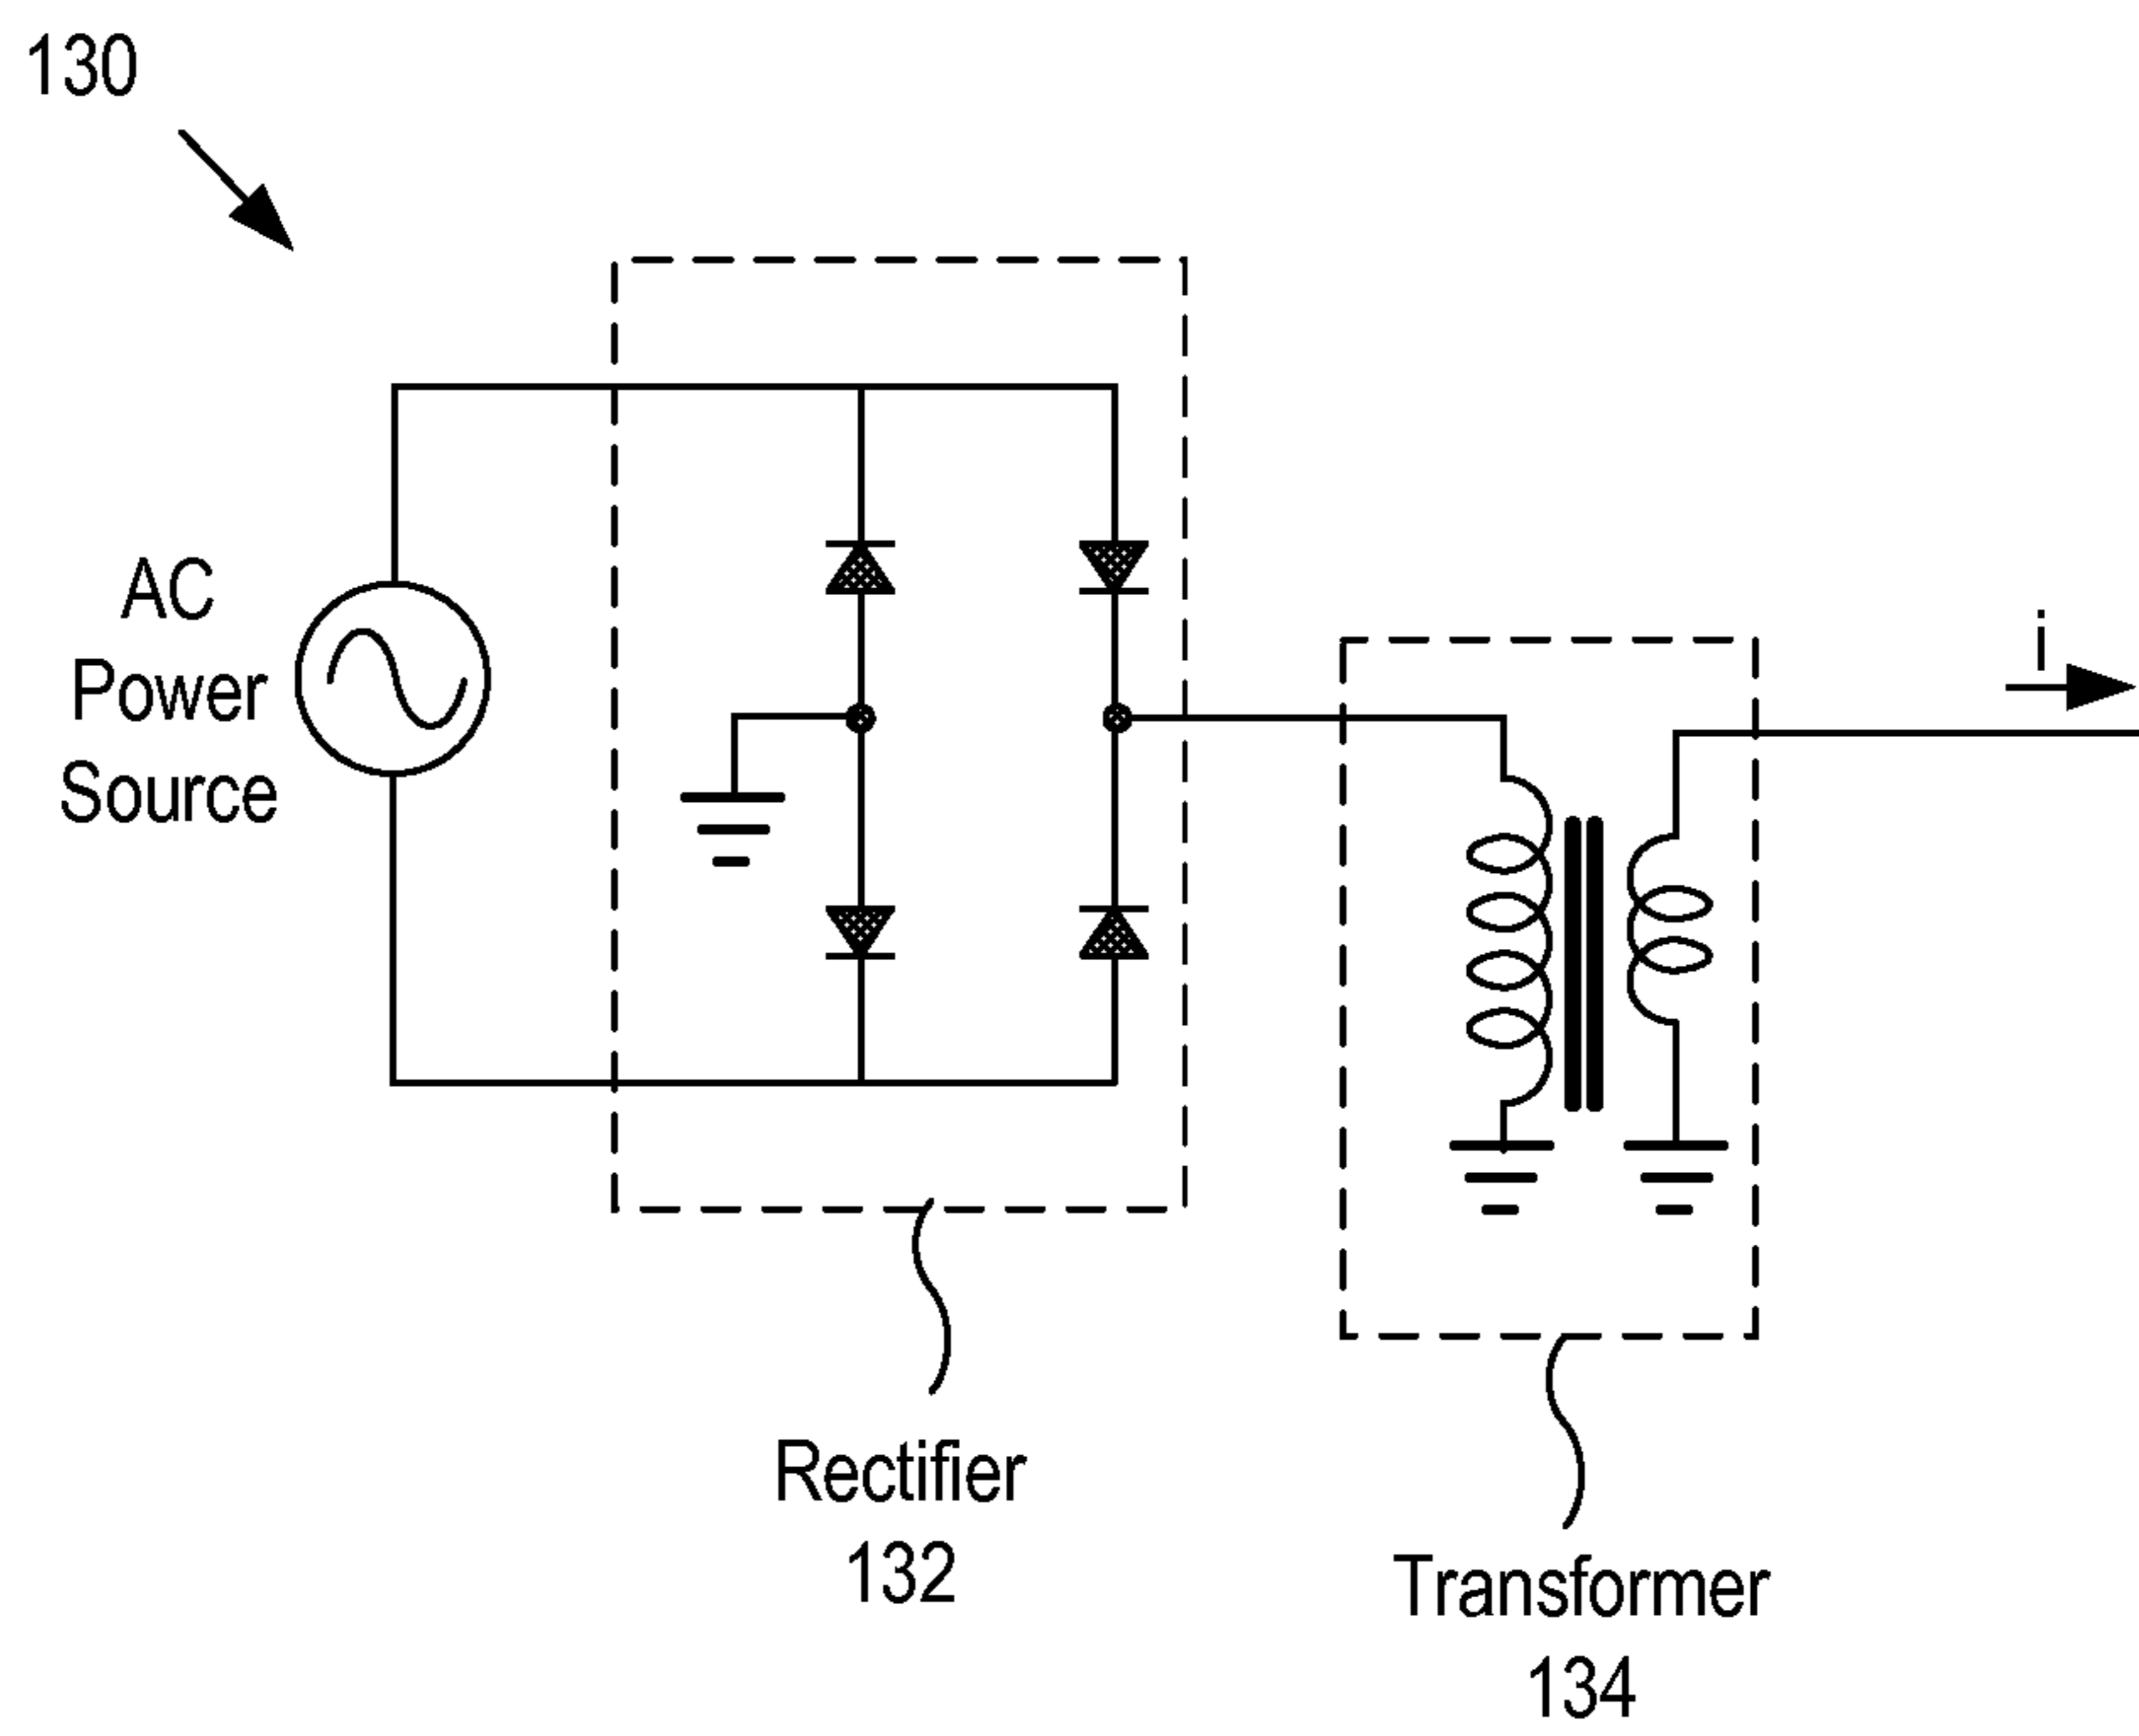 130
AC
Power
Source
i
Rectifier
132
Transformer
134